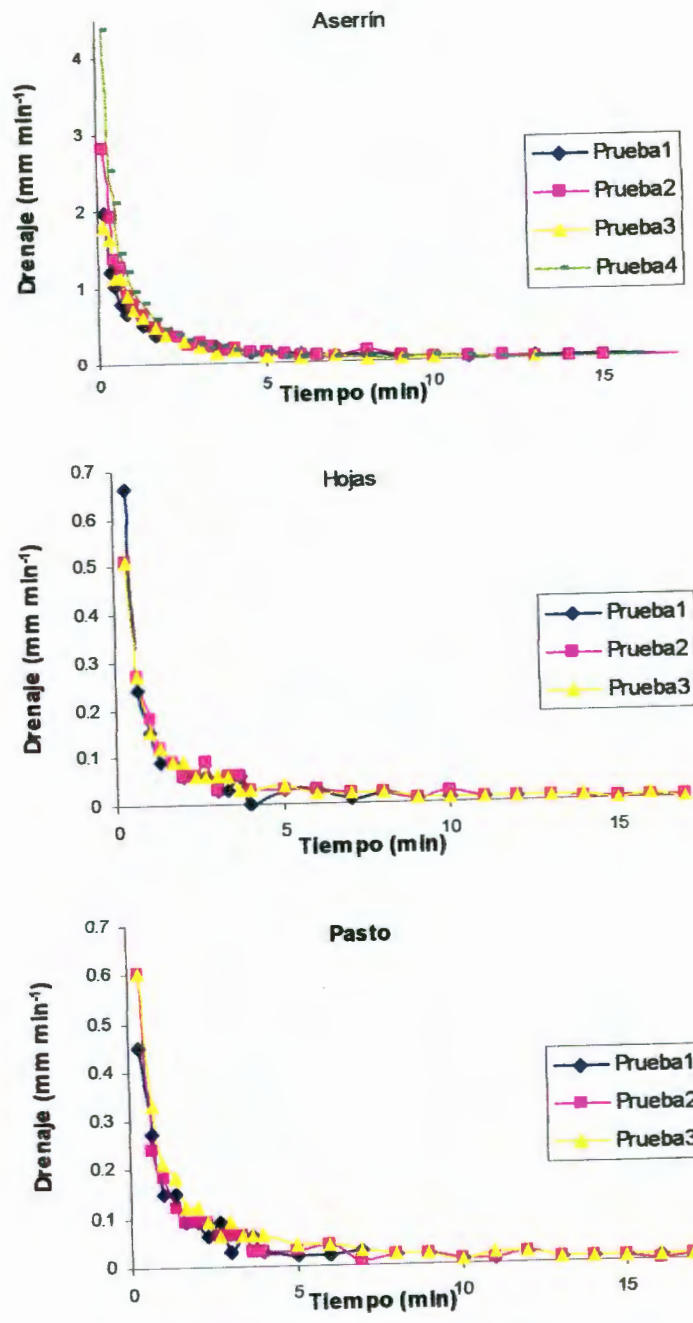 Aserrín
Drenaje (mm min⁻¹)
4
3
2
1
0
0
5
10
15
Tiempo (min)
Prueba1
Prueba2
Prueba3
Prueba4
Hojas
Drenaje (mm min⁻¹)
0.7
0.6
0.5
0.4
0.3
0.2
0.1
0
0
5
10
15
Tiempo (min)
Prueba1
Prueba2
Prueba3
Pasto
Drenaje (mm min⁻¹)
0.7
0.6
0.5
0.4
0.3
0.2
0.1
0
0
5
10
15
Tiempo (min)
Prueba1
Prueba2
Prueba3